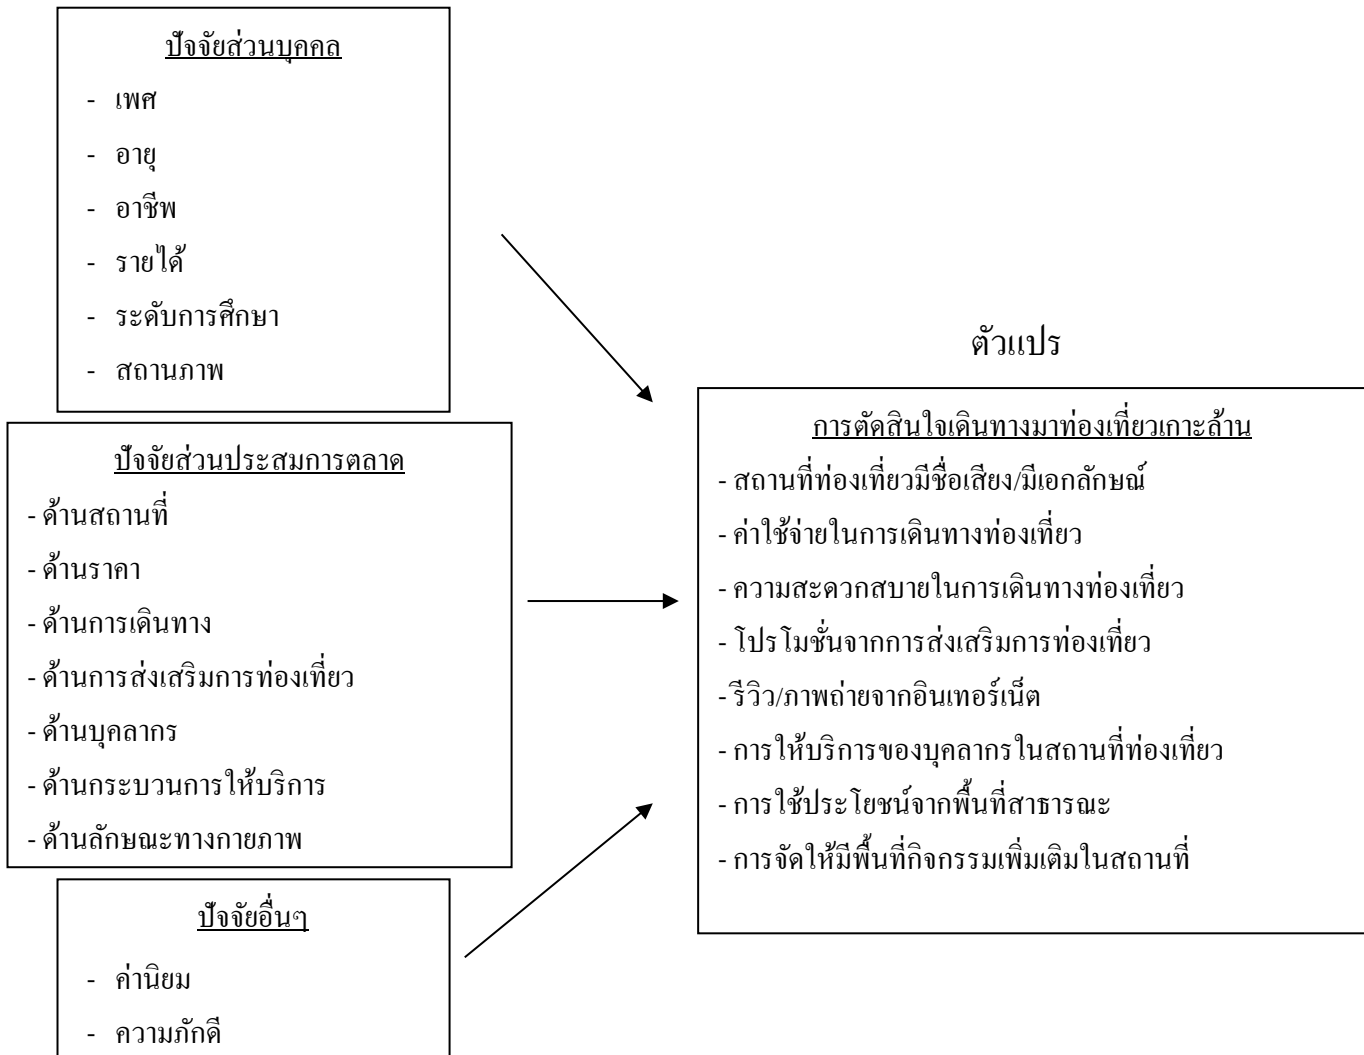 ปัจจัยส่วนบุคคล
- เพศ
- อายุ
- อาชีพ
- รายได้
- ระดับการศึกษา
- สถานภาพ
ปัจจัยส่วนประสมการตลาด
- ด้านสถานที่
- ด้านราคา
- ด้านการเดินทาง
- ด้านการส่งเสริมการท่องเที่ยว
- ด้านบุคลากร
- ด้านกระบวนการให้บริการ
- ด้านลักษณะทางกายภาพ
ปัจจัยอื่นๆ
- ค่านิยม
- ความภักดี
ตัวแปร
การตัดสินใจเดินทางมาท่องเที่ยวเกาะล้าน
- สถานที่ท่องเที่ยวมีชื่อเสียง/มีเอกลักษณ์
- ค่าใช้จ่ายในการเดินทางท่องเที่ยว
- ความสะดวกสบายในการเดินทางท่องเที่ยว
- โปรโมชั่นจากการส่งเสริมการท่องเที่ยว
- รีวิว/ภาพถ่ายจากอินเทอร์เน็ต
- การให้บริการของบุคลากรในสถานที่ท่องเที่ยว
- การใช้ประโยชน์จากพื้นที่สาธารณะ
- การจัดให้มีพื้นที่กิจกรรมเพิ่มเติมในสถานที่